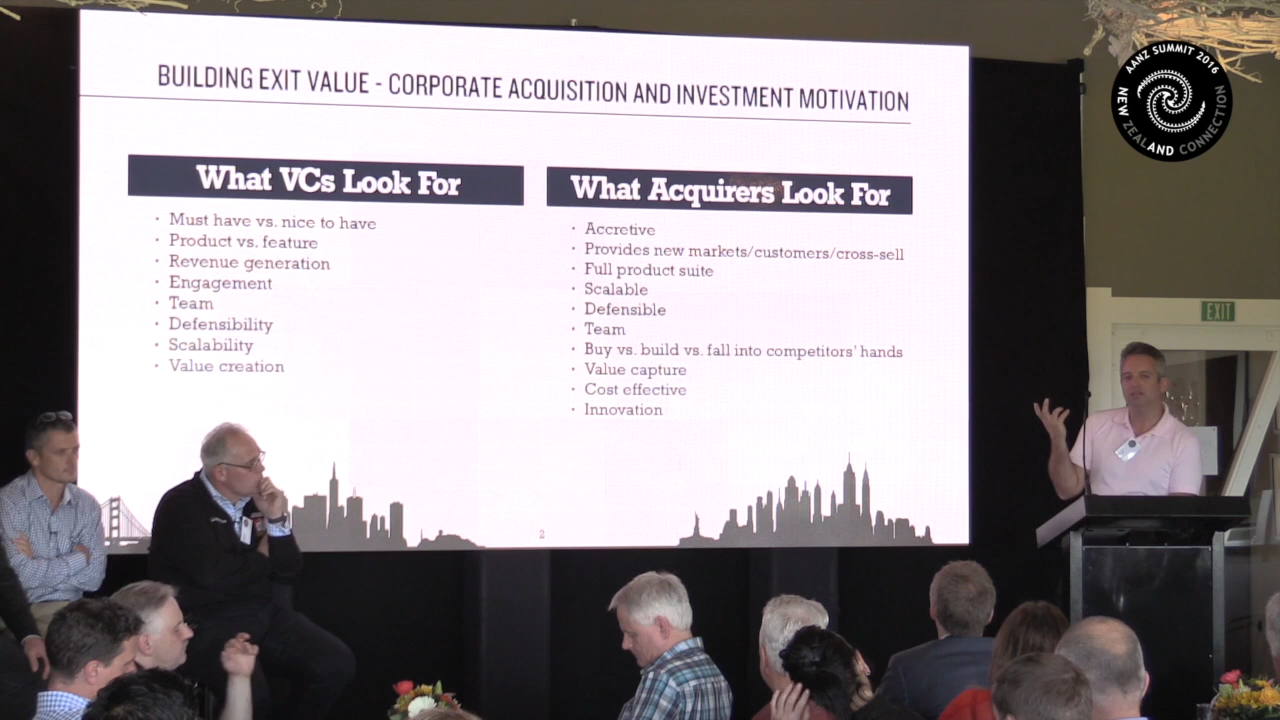 BUILDING EXIT VALUE - CORPORATE ACQUISITION AND INVESTMENT MOTIVATION
What VCs Look For
· Must have vs. nice to have
· Product vs. feature
· Revenue generation
· Engagement
· Team
· Defensibility
· Scalability
· Value creation
What Acquirers Look For
· Accretive
· Provides new markets/customers/cross-sell
· Full product suite
· Scalable
· Defensible
· Team
· Buy vs. build vs. fall into competitors' hands
· Value capture
· Cost effective
· Innovation
2
AANZ SUMMIT 2016
NEW ZEALAND CONNECTION
EXIT